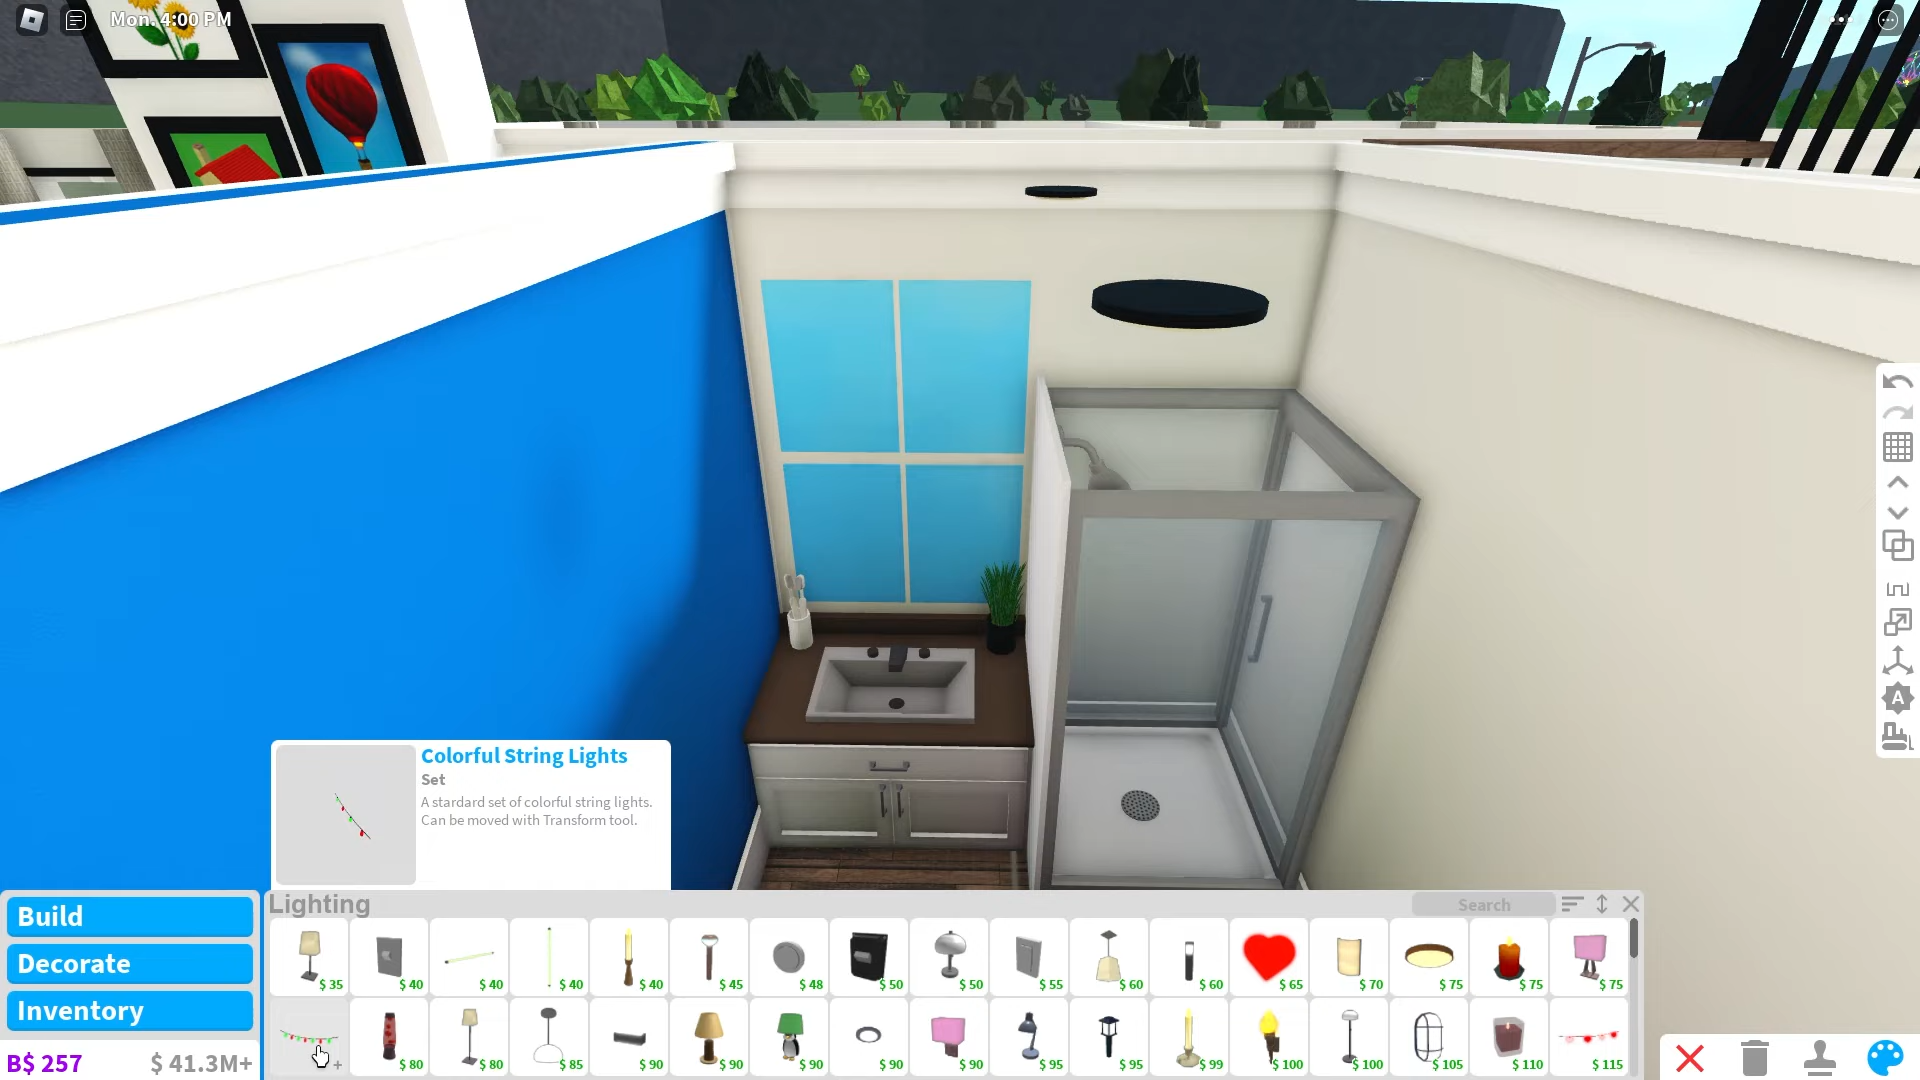 Mon. 4:00 PM
Colorful String Lights
Set
A stardard set of colorful string lights.
Can be moved with Transform tool.
Build
Decorate
Inventory
B$ 257
$ 41.3M+
Lighting
Search
$ 35
$ 40
$ 40
$ 40
$ 40
$ 45
$ 48
$ 50
$ 50
$ 55
$ 60
$ 60
$ 65
$ 70
$ 75
$ 75
$ 75
+
$ 80
$ 80
$ 85
$ 90
$ 90
$ 90
$ 90
$ 90
$ 95
$ 95
$ 99
$ 100
$ 100
$ 105
$ 110
$ 115
A